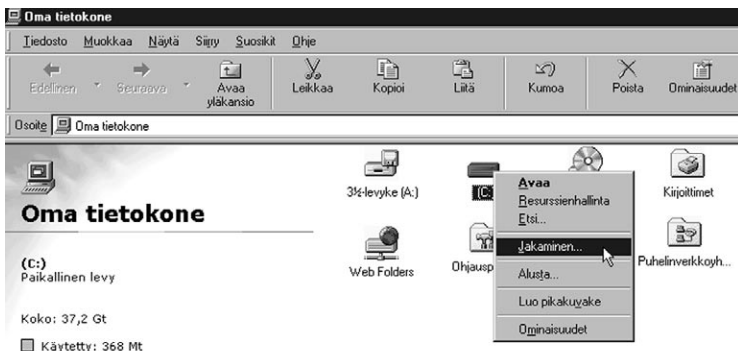 Oma tietokone
Tiedosto Muokkaa Näytä Siirry Suosikit Ohje
Edellinen Seuraava Avaa yläkansio Leikkaa Kopioi Liitä Kumoa Poista Ominaisuudet
Osoite Oma tietokone
3½-levyke (A:) (C: Kirjoittimet
Web Folders Ohjausp Puhelinverkkoyh...
Avaa
Resurssienhallinta
Etsi...
Jakaminen...
Alusta...
Luo pikakuvake
Ominaisuudet
Oma tietokone
(C:)
Paikallinen levy
Koko: 37,2 Gt
Käytetty: 368 Mt